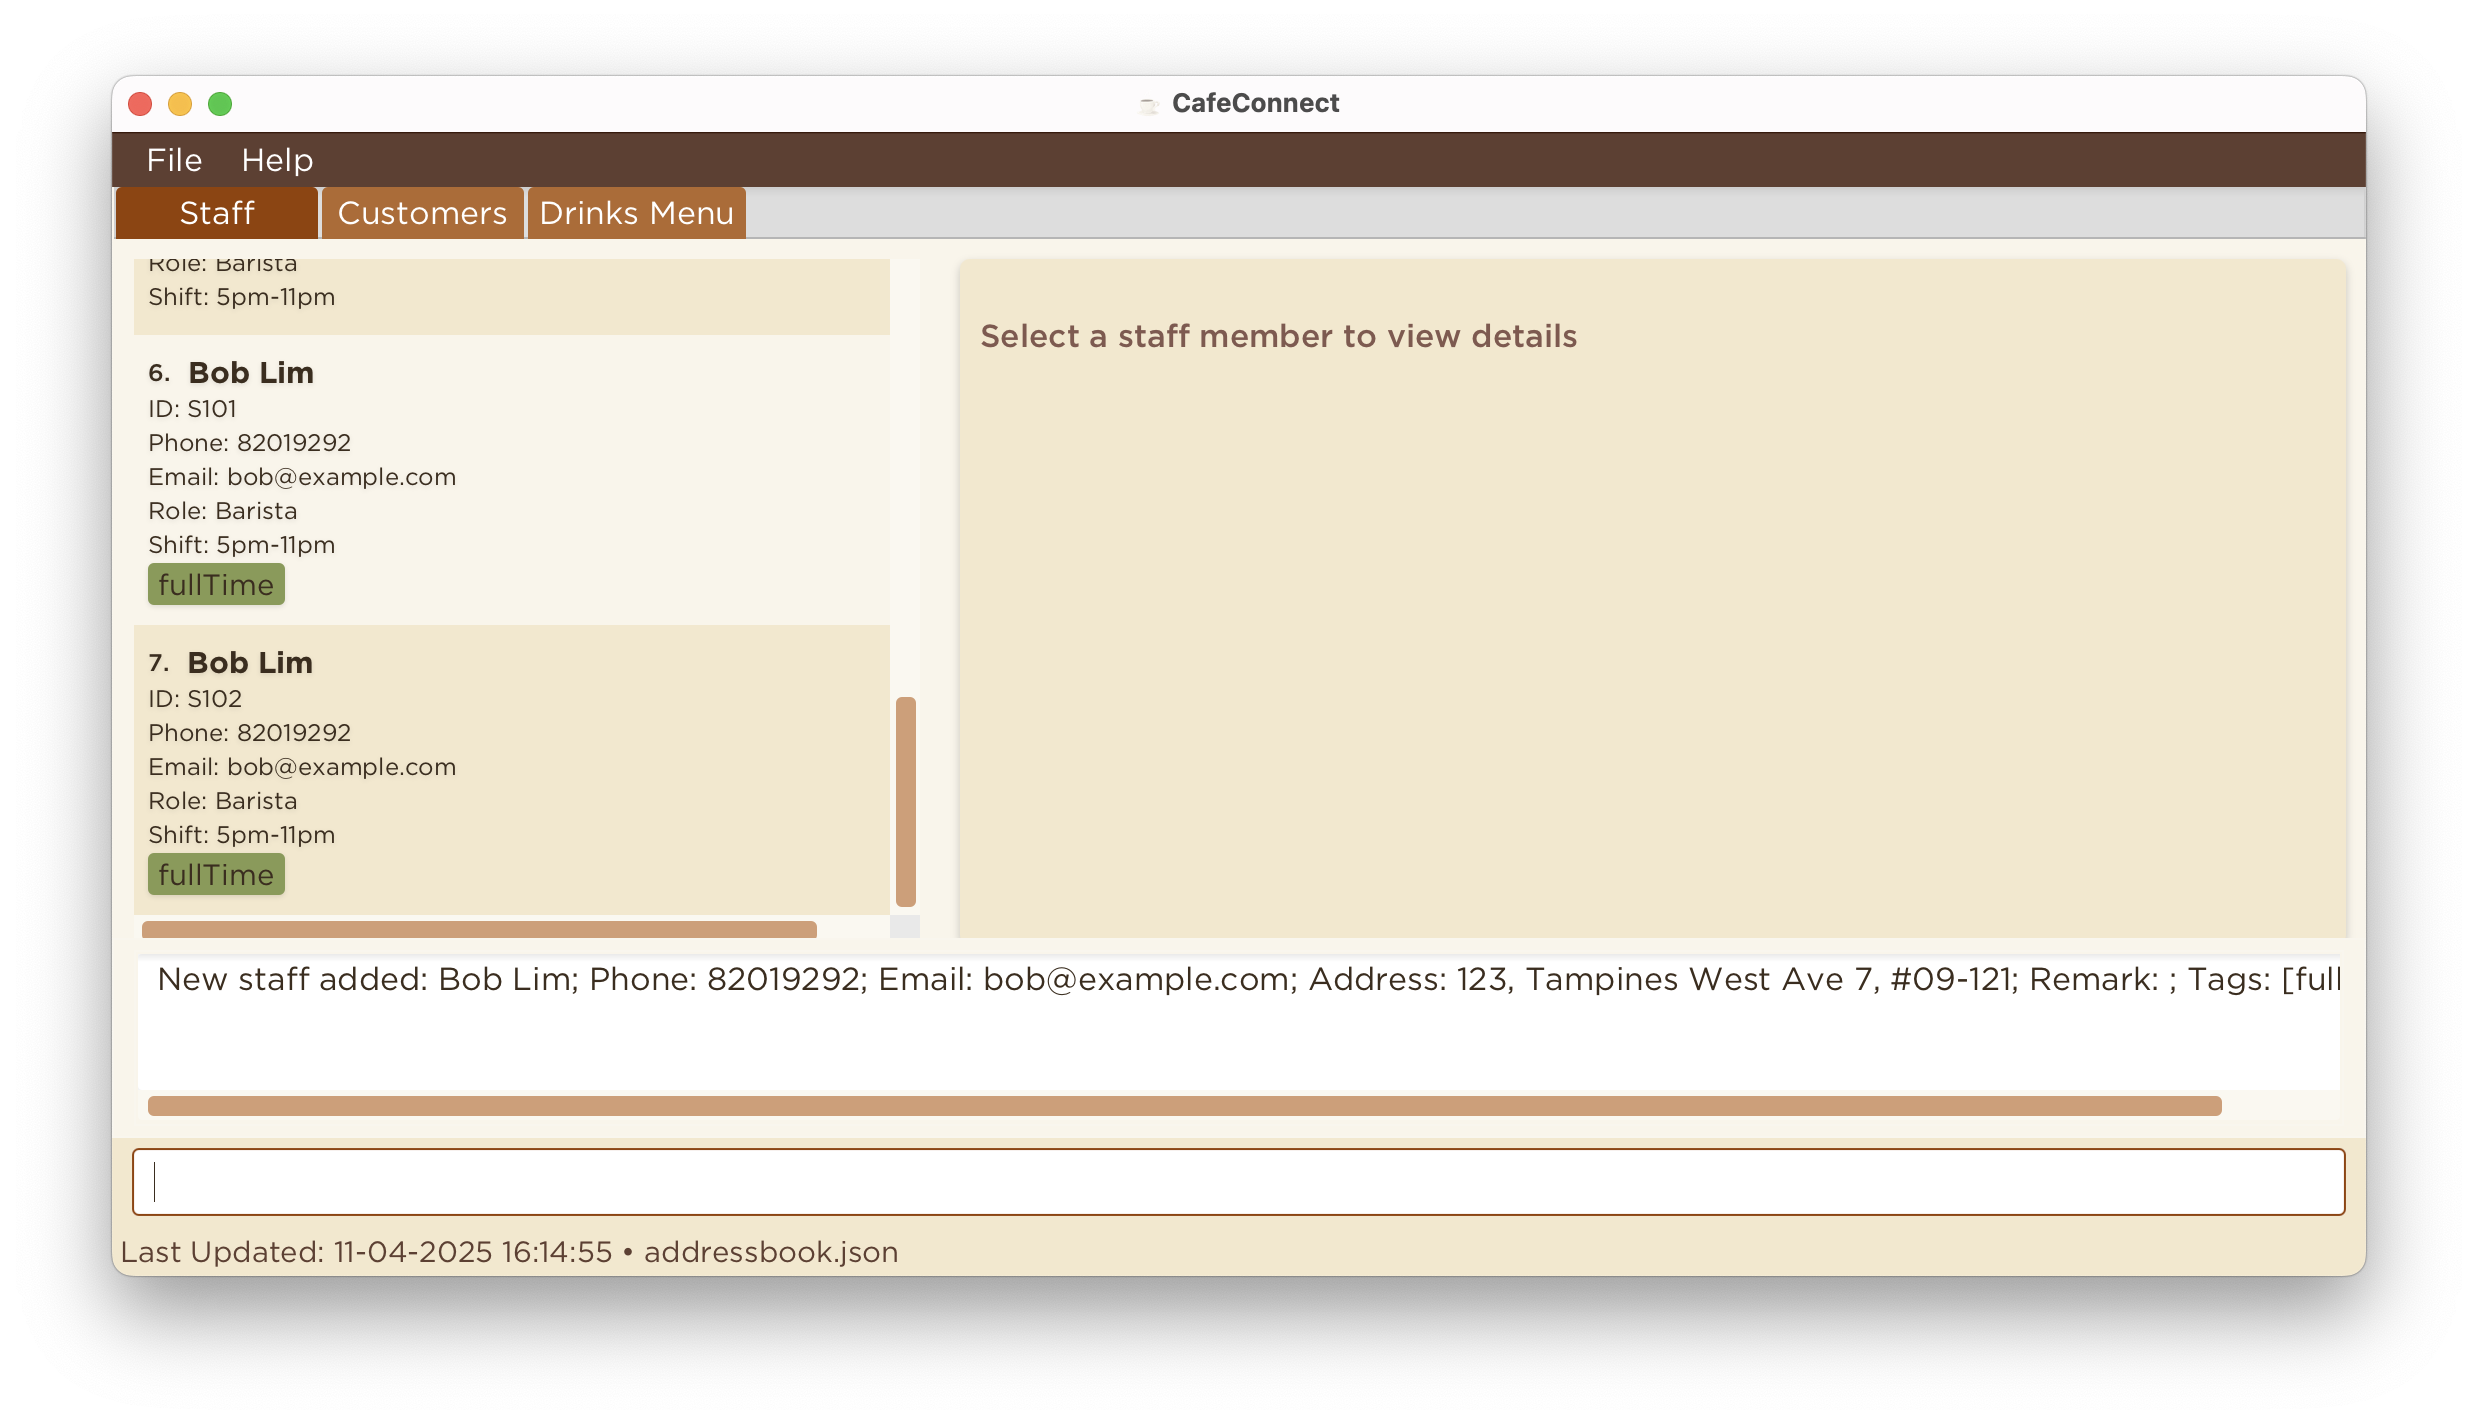 CafeConnect
File Help
Staff Customers Drinks Menu
Role: Barista
Shift: 5pm-11pm
6. Bob Lim
ID: S101
Phone: 82019292
Email: bob@example.com
Role: Barista
Shift: 5pm-11pm
fullTime
7. Bob Lim
ID: S102
Phone: 82019292
Email: bob@example.com
Role: Barista
Shift: 5pm-11pm
fullTime
Select a staff member to view details
New staff added: Bob Lim; Phone: 82019292; Email: bob@example.com; Address: 123, Tampines West Ave 7, #09-121; Remark: ; Tags: [full
Last Updated: 11-04-2025 16:14:55 • addressbook.json